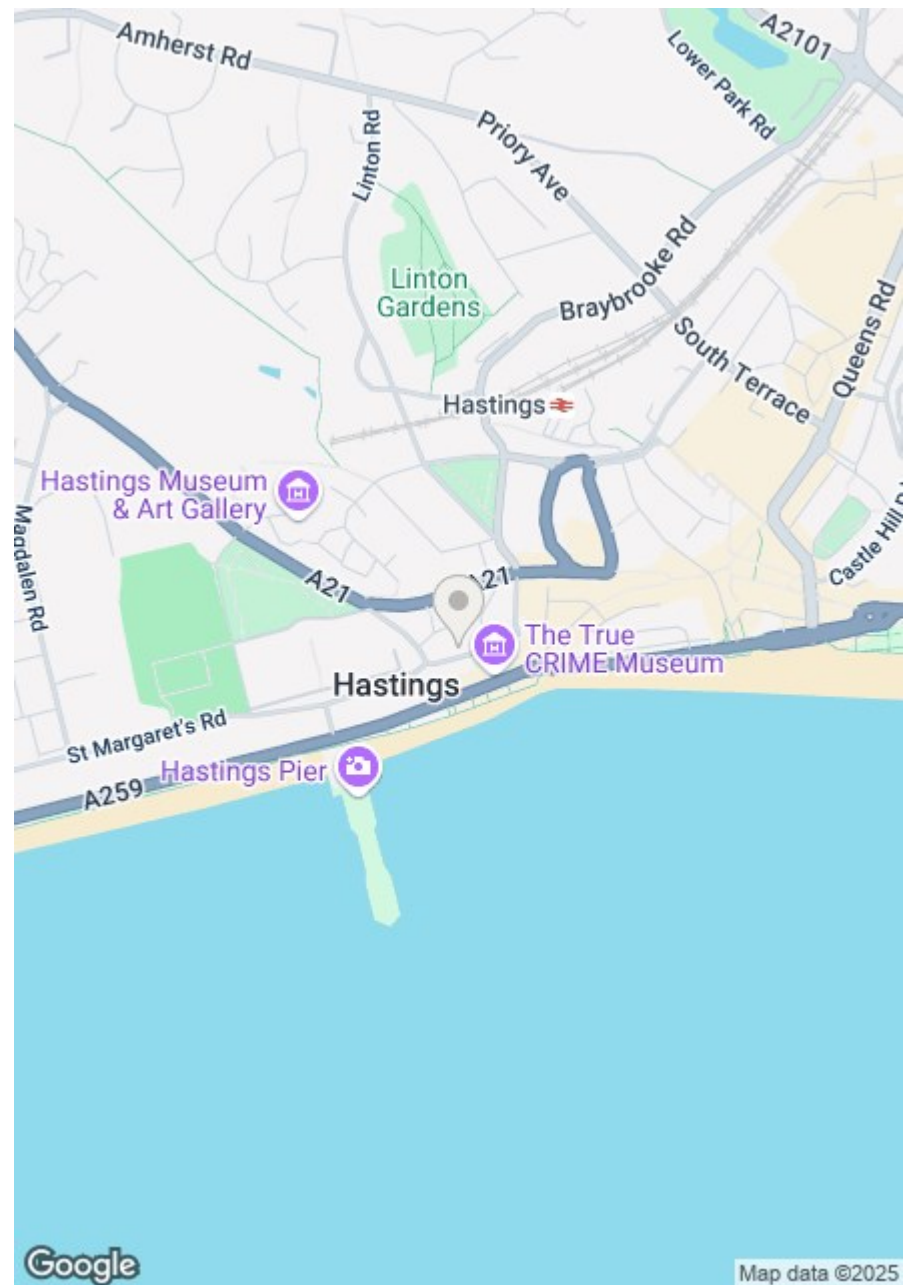 Amherst Rd
A2101
Lower Park Rd
Linton Rd
Priory Ave
Linton
Gardens
Braybrooke Rd
Queens Rd
South Terrace
Hastings
Hastings Museum
& Art Gallery
Magdalen Rd
Castle Hill
A21
A21
The True
CRIME Museum
Hastings
St Margaret's Rd
Hastings Pier
A259
Google
Map data ©2025